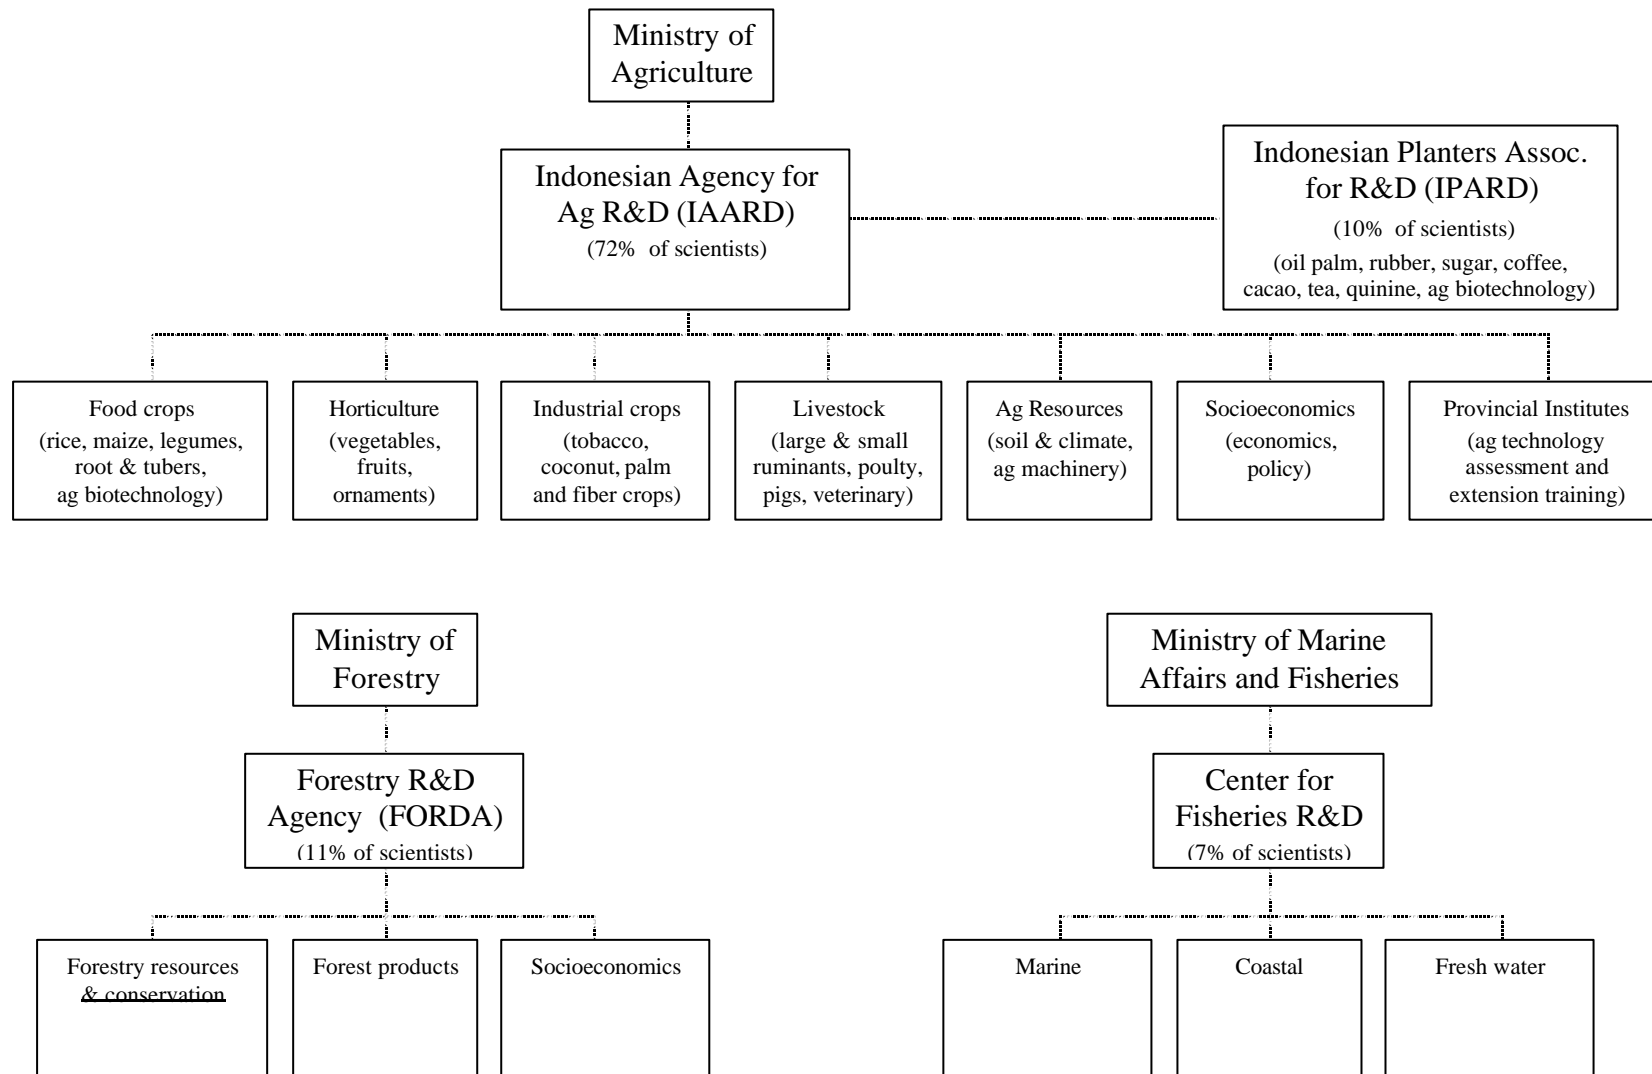 Ministry of
Agriculture
Indonesian Agency for
Ag R&D (IAARD)
(72% of scientists)
Indonesian Planters Assoc.
for R&D (IPARD)
(10% of scientists)
(oil palm, rubber, sugar, coffee,
cacao, tea, quinine, ag biotechnology)
Food crops
(rice, maize, legumes,
root & tubers,
ag biotechnology)
Horticulture
(vegetables,
fruits,
ornaments)
Industrial crops
(tobacco,
coconut, palm
and fiber crops)
Livestock
(large & small
ruminants, poulty,
pigs, veterinary)
Ag Resources
(soil & climate,
ag machinery)
Socioeconomics
(economics,
policy)
Provincial Institutes
(ag technology
assessment and
extension training)
Ministry of
Forestry
Forestry R&D
Agency (FORDA)
(11% of scientists)
Forestry resources
& conservation
Forest products
Socioeconomics
Ministry of Marine
Affairs and Fisheries
Center for
Fisheries R&D
(7% of scientists)
Marine
Coastal
Fresh water